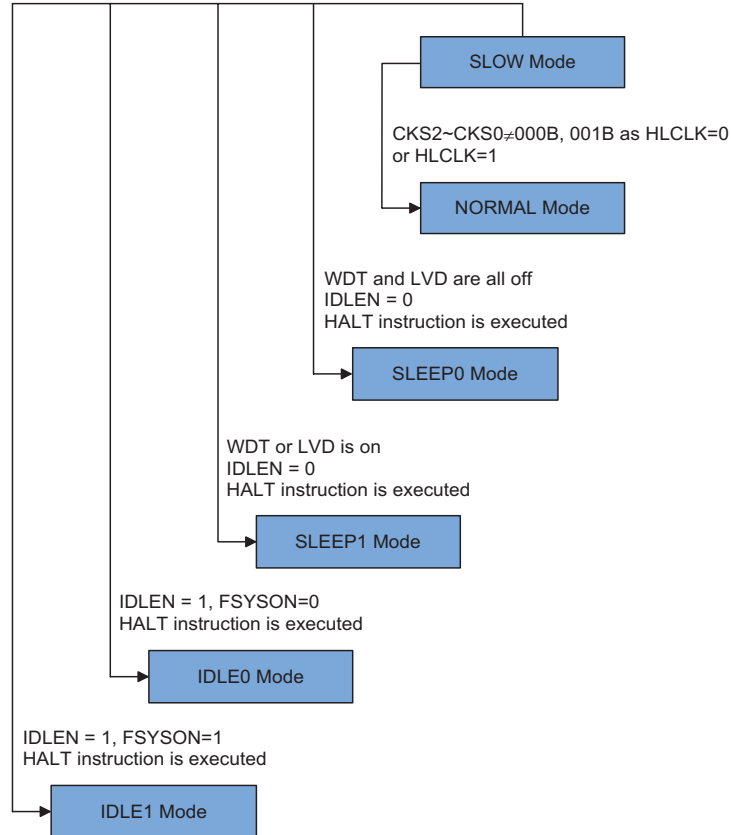 SLOW Mode
CKS2~CKS0≠000B, 001B as HLCLK=0
or HLCLK=1
NORMAL Mode
WDT and LVD are all off
IDLEN = 0
HALT instruction is executed
SLEEP0 Mode
WDT or LVD is on
IDLEN = 0
HALT instruction is executed
SLEEP1 Mode
IDLEN = 1, FSYSON=0
HALT instruction is executed
IDLE0 Mode
IDLEN = 1, FSYSON=1
HALT instruction is executed
IDLE1 Mode